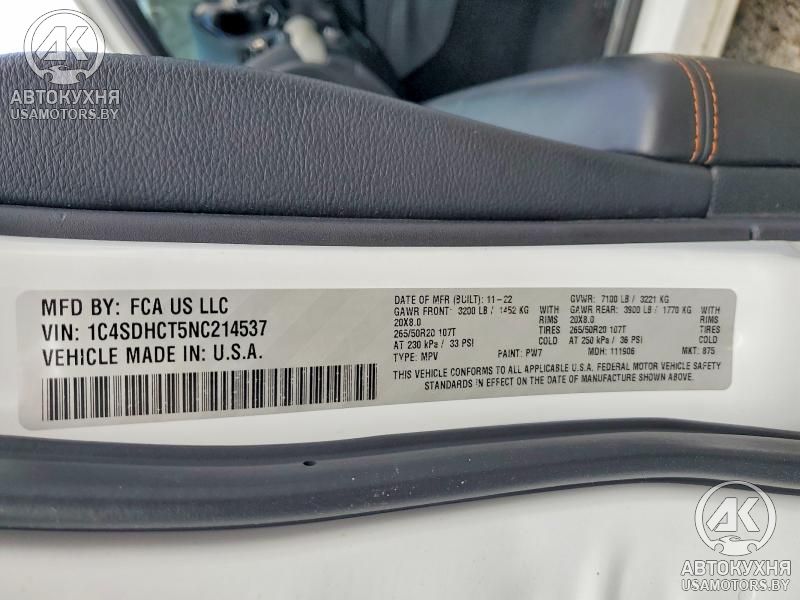 АК
АВТОКУХНЯ
USAMOTORS.BY
MFD BY: FCA US LLC
VIN: 1C4SDHCT5NC214537
VEHICLE MADE IN: U.S.A.
DATE OF MFR (BUILT): 11-22
GAWR FRONT: 3200 LB / 1452 KG WITH
20X8.0 RIMS
265/50R20 107T TIRES
AT 230 kPa / 33 PSI COLD
TYPE: MPV PAINT: PW7
GVWR: 7100 LB / 3221 KG
GAWR REAR: 3900 LB / 1770 KG WITH
20X8.0 RIMS
265/50R20 107T TIRES
AT 250 kPa / 36 PSI COLD
MDH: 111906 MKT: 875
THIS VEHICLE CONFORMS TO ALL APPLICABLE U.S.A. FEDERAL MOTOR VEHICLE SAFETY
STANDARDS IN EFFECT ON THE DATE OF MANUFACTURE SHOWN ABOVE.
АК
АВТОКУХНЯ
USAMOTORS.BY